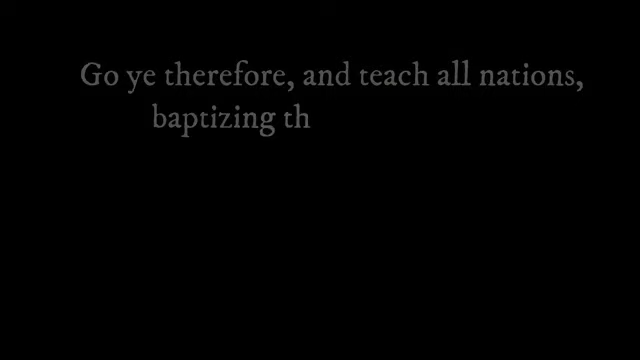 Go ye therefore, and teach all nations,
baptizing th